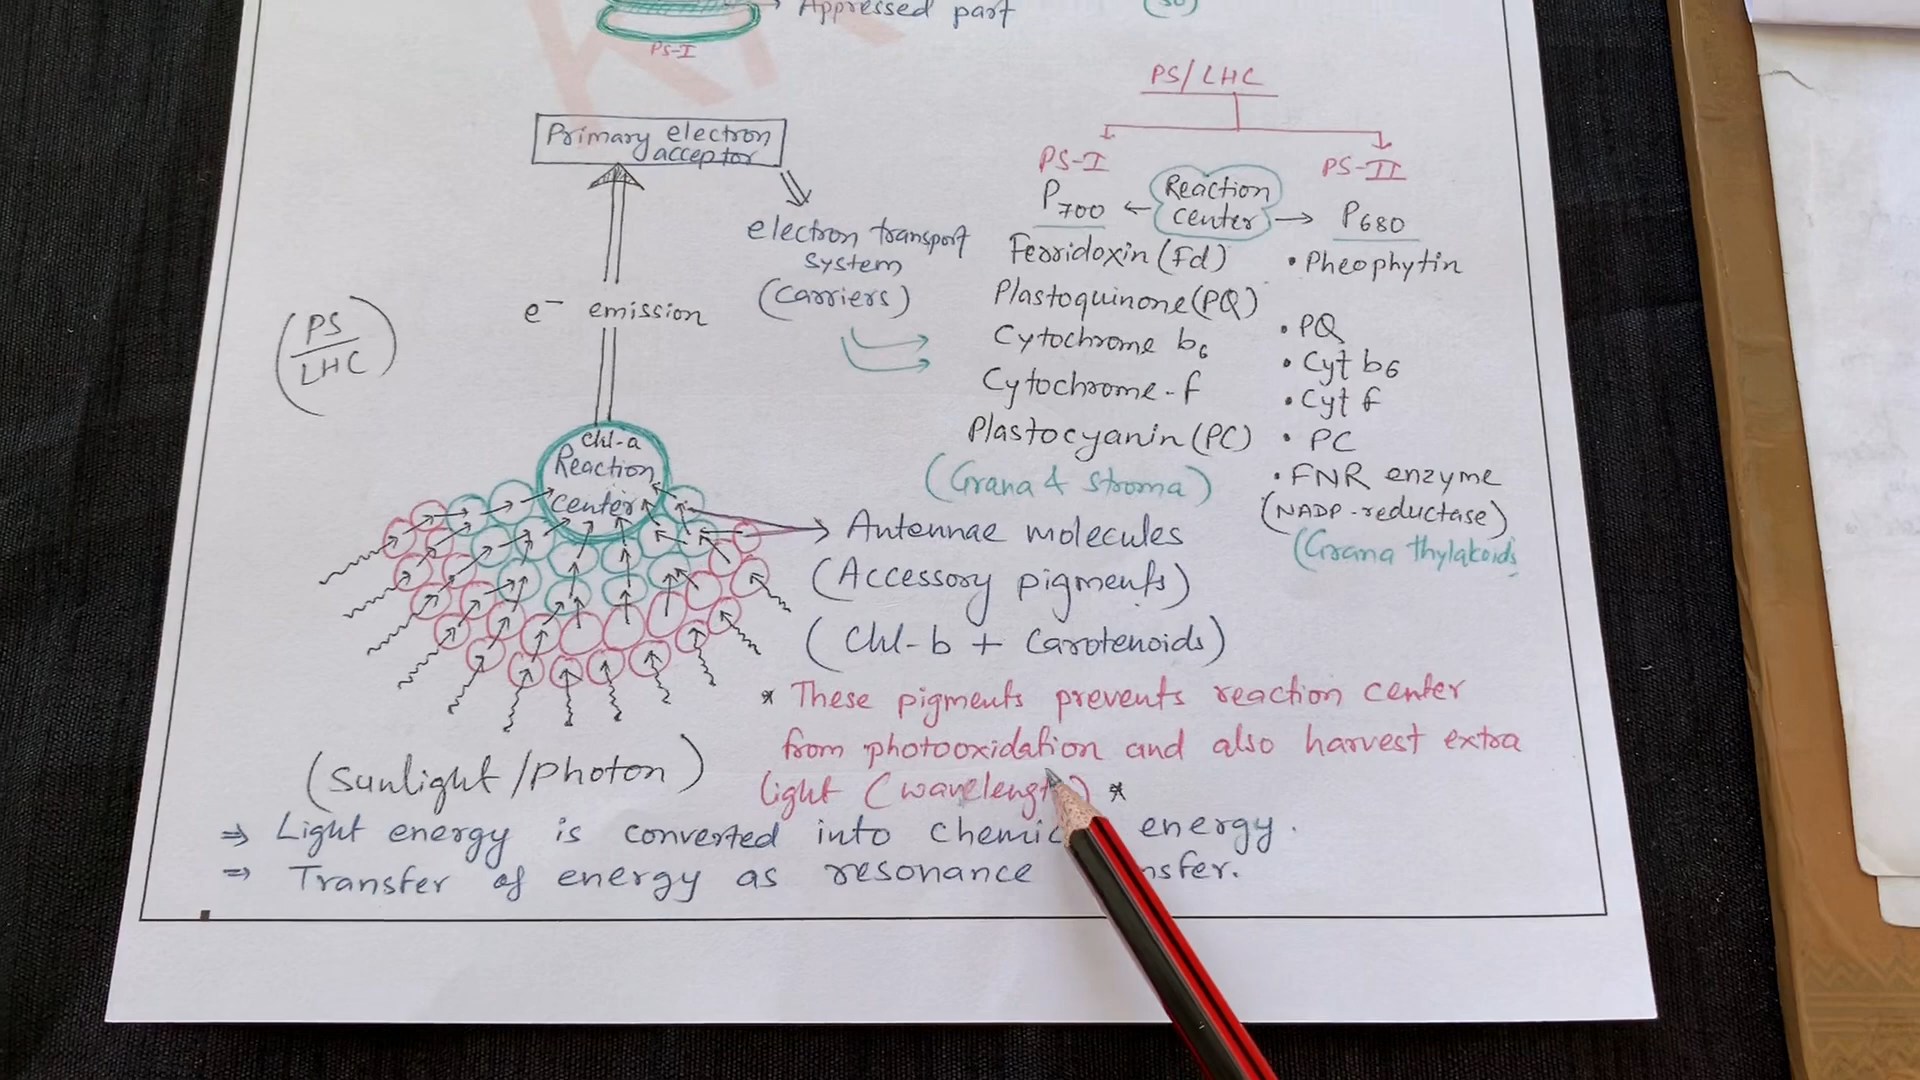 Appressed part
(30)
PS-I
PS/LHC
Primary electron
acceptor
PS-I
PS-II
P700 ← Reaction
center → P680
electron transport
system
(carriers)
Ferridoxin (Fd)
Plastoquinone (PQ)
Cytochrome b6
Cytochrome-f
Plastocyanin (PC)
(Grana & stroma)
• Pheophytin
• PQ
• Cyt b6
• Cyt f
• PC
• FNR enzyme
(NADP-reductase)
(Grana thylakoids
e⁻ emission
(PS
LHC)
Chl-a
Reaction
center
Antennae molecules
(Accessory pigments)
(Chl-b + Carotenoids)
* These pigments prevents reaction center
from photooxidation and also harvest extra
light (wavelength) *
(Sunlight/photon)
⇒ Light energy is converted into chemic energy.
⇒ Transfer of energy as resonance nsfer.